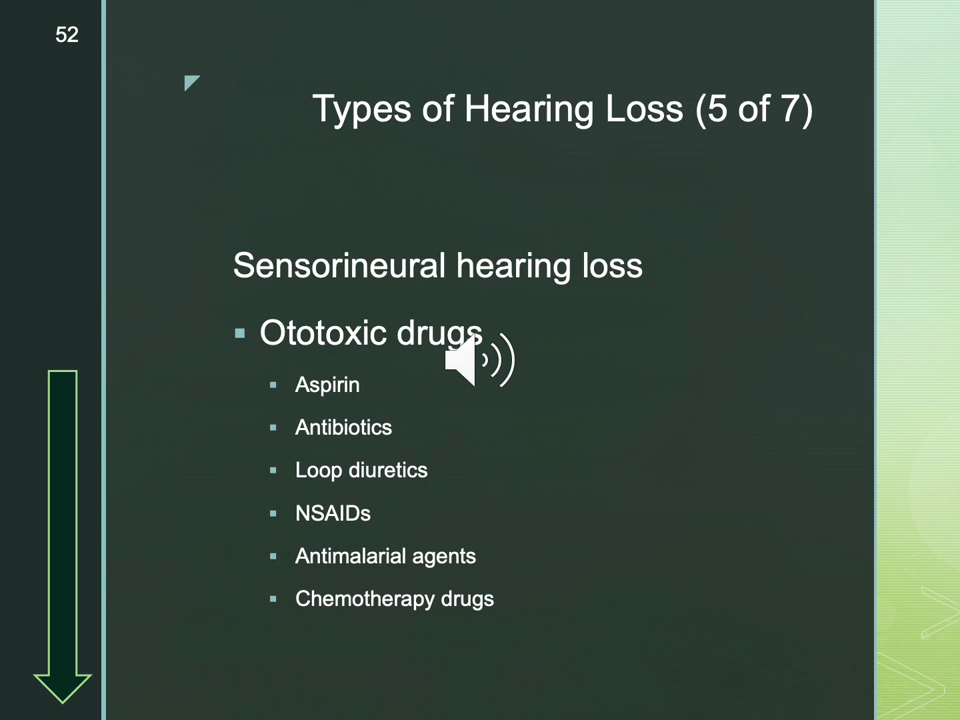 52
Types of Hearing Loss (5 of 7)
Sensorineural hearing loss
▪ Ototoxic drugs
▪ Aspirin
▪ Antibiotics
▪ Loop diuretics
▪ NSAIDs
▪ Antimalarial agents
▪ Chemotherapy drugs